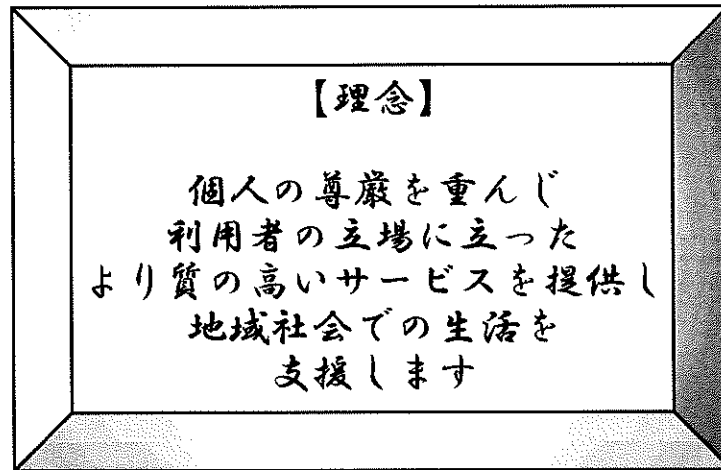 【理念】
個人の尊厳を重んじ
利用者の立場に立った
より質の高いサービスを提供し
地域社会での生活を
支援します